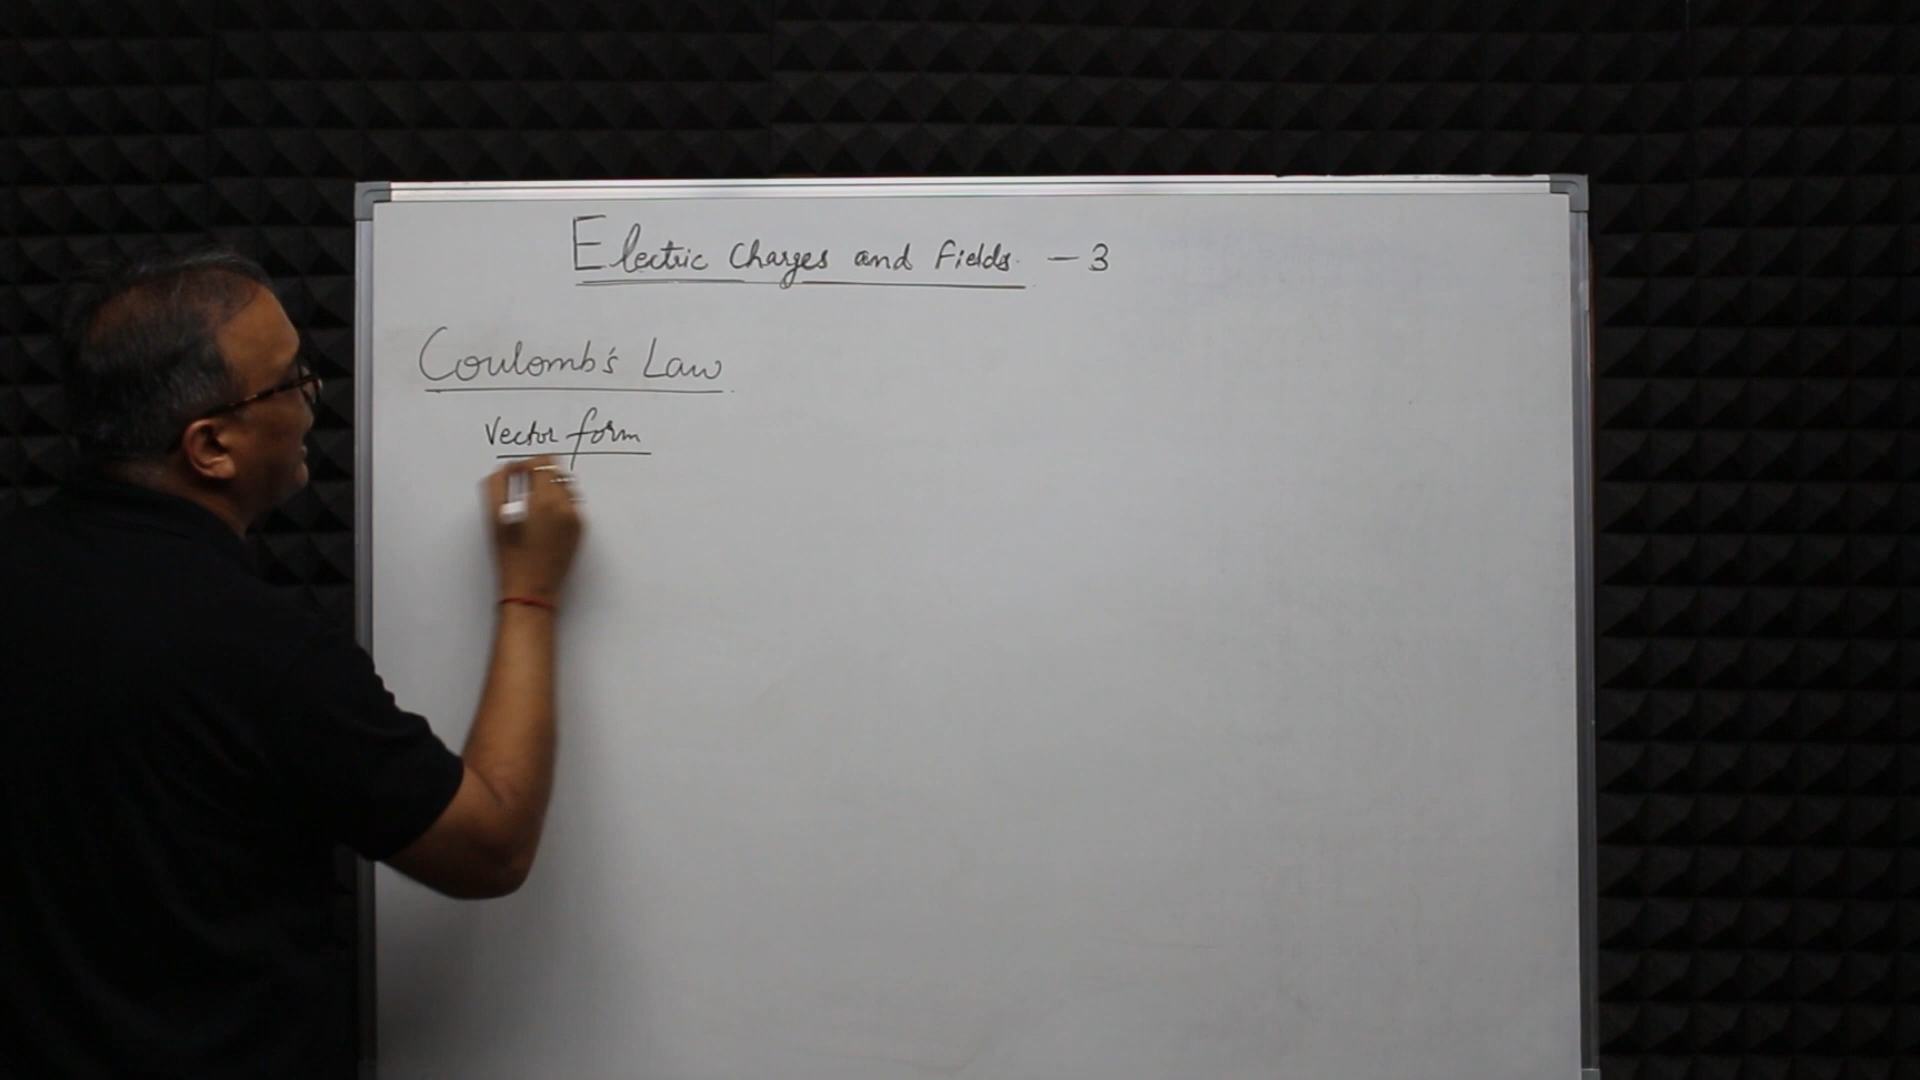 Electric Charges and Fields. - 3
Coulomb's Law
Vector form